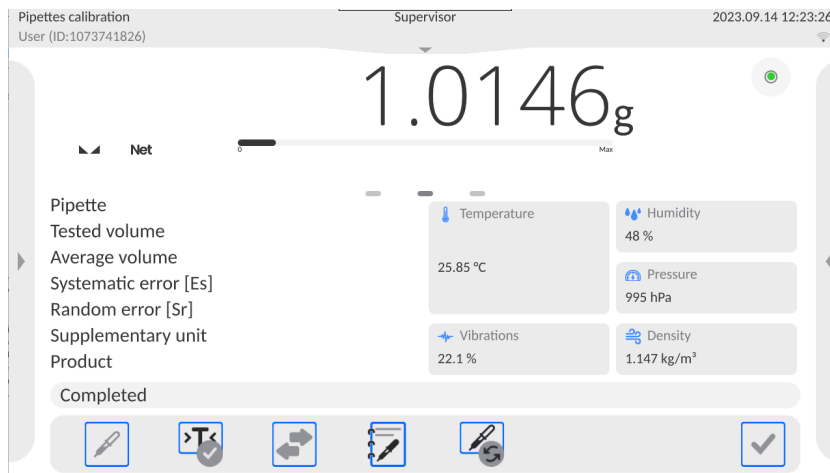 Pipettes calibration
Supervisor
2023.09.14 12:23:26
User (ID:1073741826)
1.0146g
Net
0
Max
Pipette
Tested volume
Average volume
Systematic error [Es]
Random error [Sr]
Supplementary unit
Product
Temperature
25.85 °C
Humidity
48 %
Pressure
995 hPa
Vibrations
22.1 %
Density
1.147 kg/m³
Completed
>T<